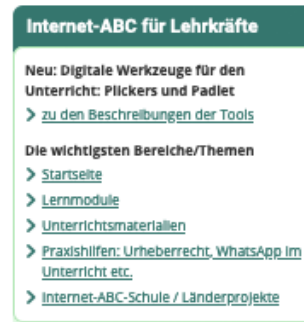 Internet-ABC für Lehrkräfte
Neu: Digitale Werkzeuge für den
Unterricht: Plickers und Padlet
zu den Beschreibungen der Tools
Die wichtigsten Bereiche/Themen
Startseite
Lernmodule
Unterrichtsmaterialien
Praxishilfen: Urheberrecht, WhatsApp im
Unterricht etc.
Internet-ABC-Schule / Länderprojekte